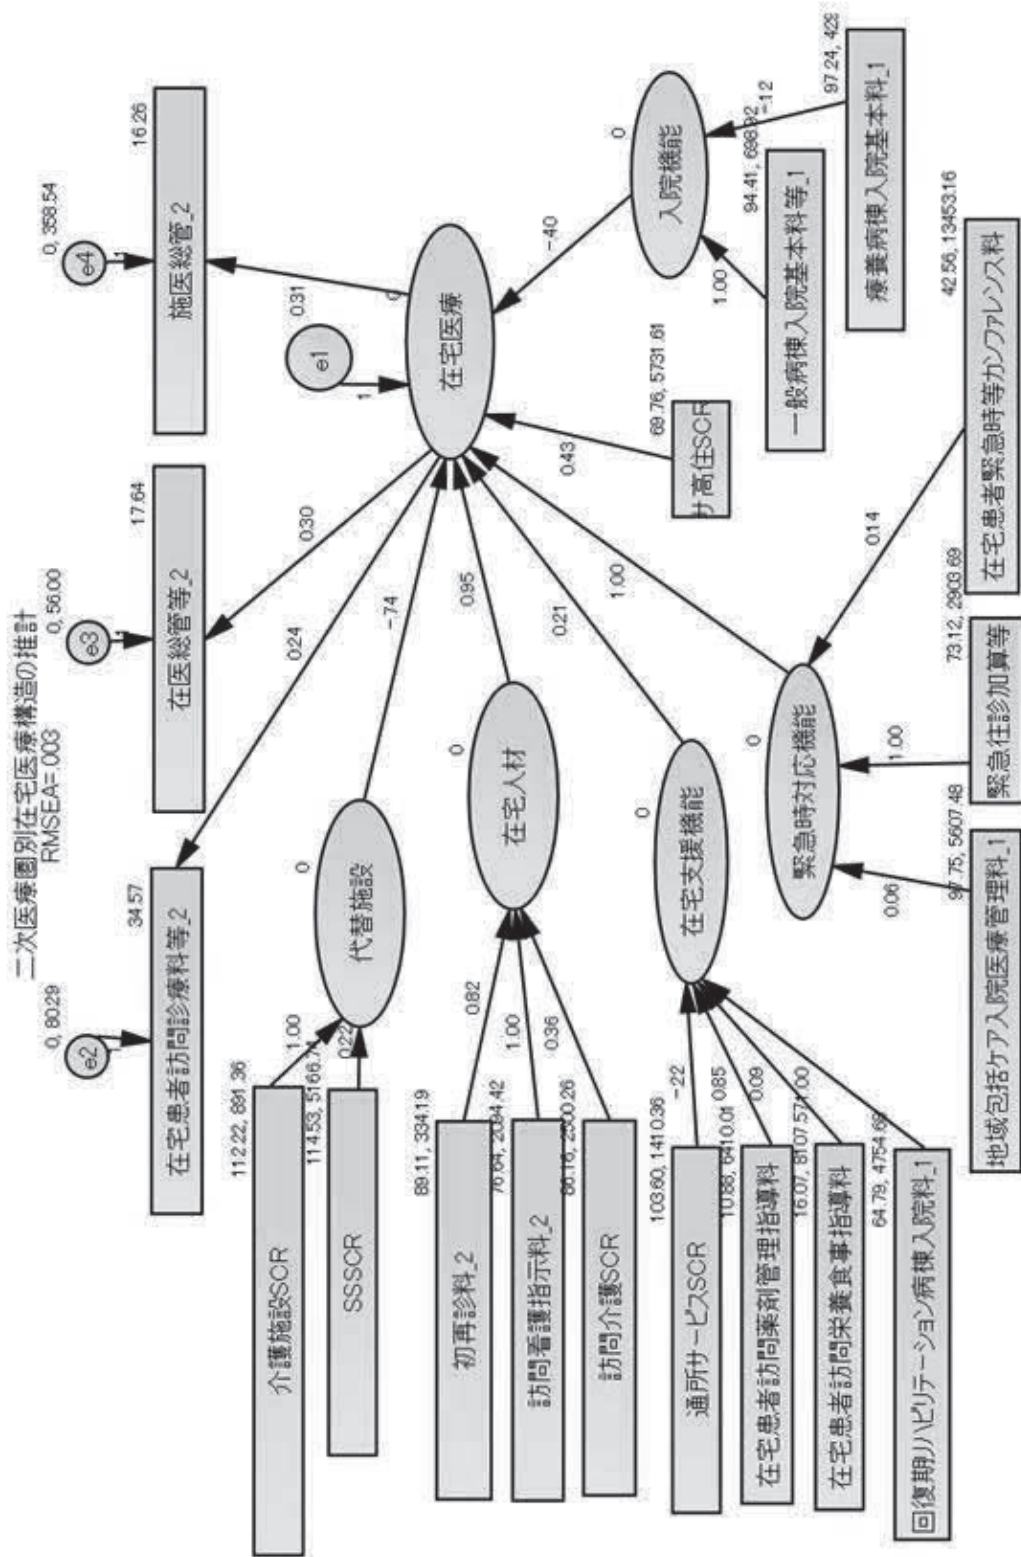 二次医療圏別在宅医療構造の推計
RMSEA=.003
0, 80.29
e2
1
34.57
在宅患者訪問診療料等_2
0, 56.00
e3
1
17.64
在医総管等_2
0, 358.54
e4
1
16.26
施医総管_2
0.31
e1
1
0
在宅医療
0.24
0.30
-.74
0.95
0.21
1.00
0.43
-.40
112.22, 891.36
介護施設SCR
1.00
114.53, 5166.71
SSSCR
0.22
0
代替施設
89.11, 334.19
初再診料_2
0.82
76.64, 2094.42
訪問看護指示料_2
1.00
86.16, 2300.26
訪問介護SCR
0.36
0
在宅人材
103.60, 1410.36
通所サービスSCR
-.22
10.88, 6410.01
在宅患者訪問薬剤管理指導料
0.85
16.07, 8107.57
在宅患者訪問栄養食事指導料
0.09
64.79, 4754.68
回復期リハビリテーション病棟入院料_1
1.00
0
在宅支援機能
97.75, 5607.48
地域包括ケア入院医療管理料_1
0.06
73.12, 2903.69
緊急往診加算等
1.00
42.56, 13453.16
在宅患者緊急時等カンファレンス料
0.14
0
緊急時対応機能
69.76, 5731.61
サ高住SCR
94.41, 698.92
一般病棟入院基本料等_1
1.00
97.24, 429
療養病棟入院基本料_1
-.12
0
入院機能